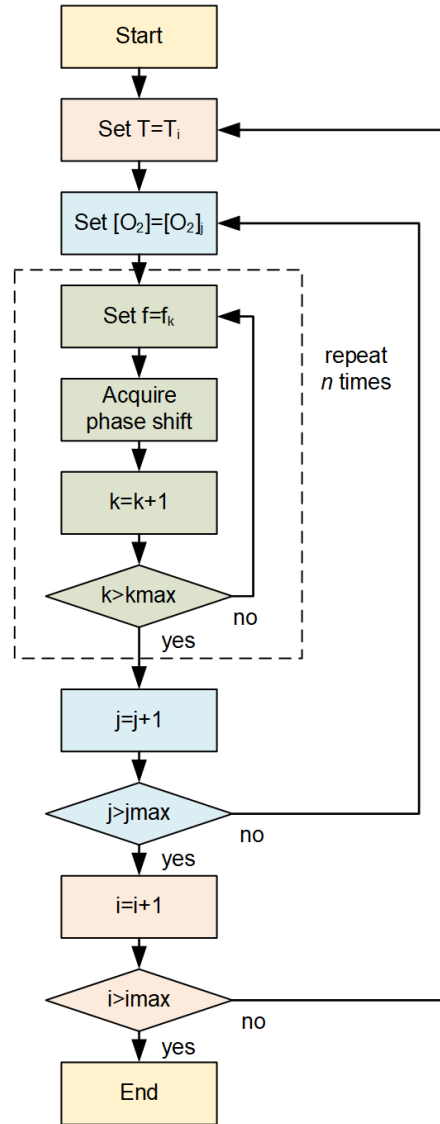 Start
Set T=Tᵢ
Set [O₂]=[O₂]ⱼ
Set f=fₖ
repeat
n times
Acquire
phase shift
k=k+1
k>kmax
no
yes
j=j+1
j>jmax
no
yes
i=i+1
i>imax
no
yes
End